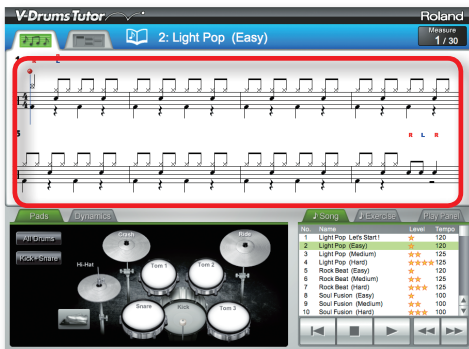 V-Drums Tutor
Roland
2: Light Pop (Easy)
Measure
1 / 30
1
R
L
4
4
5
R L R
Pads
Dynamics
All Drums
Kick+Snare
Crash
Ride
Hi-Hat
Tom 1
Tom 2
Snare
Kick
Tom 3
Song
Exercise
Play Panel
No. Name Level Tempo
1 Light Pop Let's Start! ☆ 120
2 Light Pop (Easy) ☆ 120
3 Light Pop (Medium) ☆☆ 125
4 Light Pop (Hard) ☆☆☆☆ 125
5 Rock Beat (Easy) ☆ 120
6 Rock Beat (Medium) ☆☆ 125
7 Rock Beat (Hard) ☆☆☆ 125
8 Soul Fusion (Easy) ☆ 100
9 Soul Fusion (Medium) ☆☆ 100
10 Soul Fusion (Hard) ☆☆☆ 100